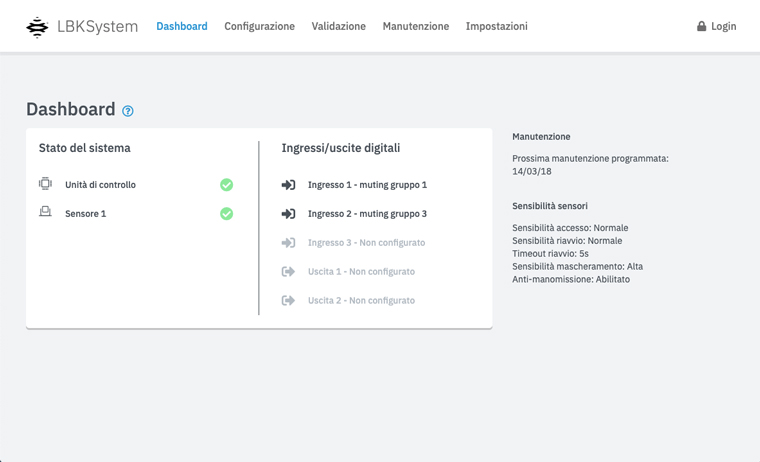 LBKSystem
Dashboard
Configurazione
Validazione
Manutenzione
Impostazioni
Login
Dashboard ?
Stato del sistema
Unità di controllo
Sensore 1
Ingressi/uscite digitali
Ingresso 1 - muting gruppo 1
Ingresso 2 - muting gruppo 3
Ingresso 3 - Non configurato
Uscita 1 - Non configurato
Uscita 2 - Non configurato
Manutenzione
Prossima manutenzione programmata:
14/03/18
Sensibilità sensori
Sensibilità accesso: Normale
Sensibilità riavvio: Normale
Timeout riavvio: 5s
Sensibilità mascheramento: Alta
Anti-manomissione: Abilitato